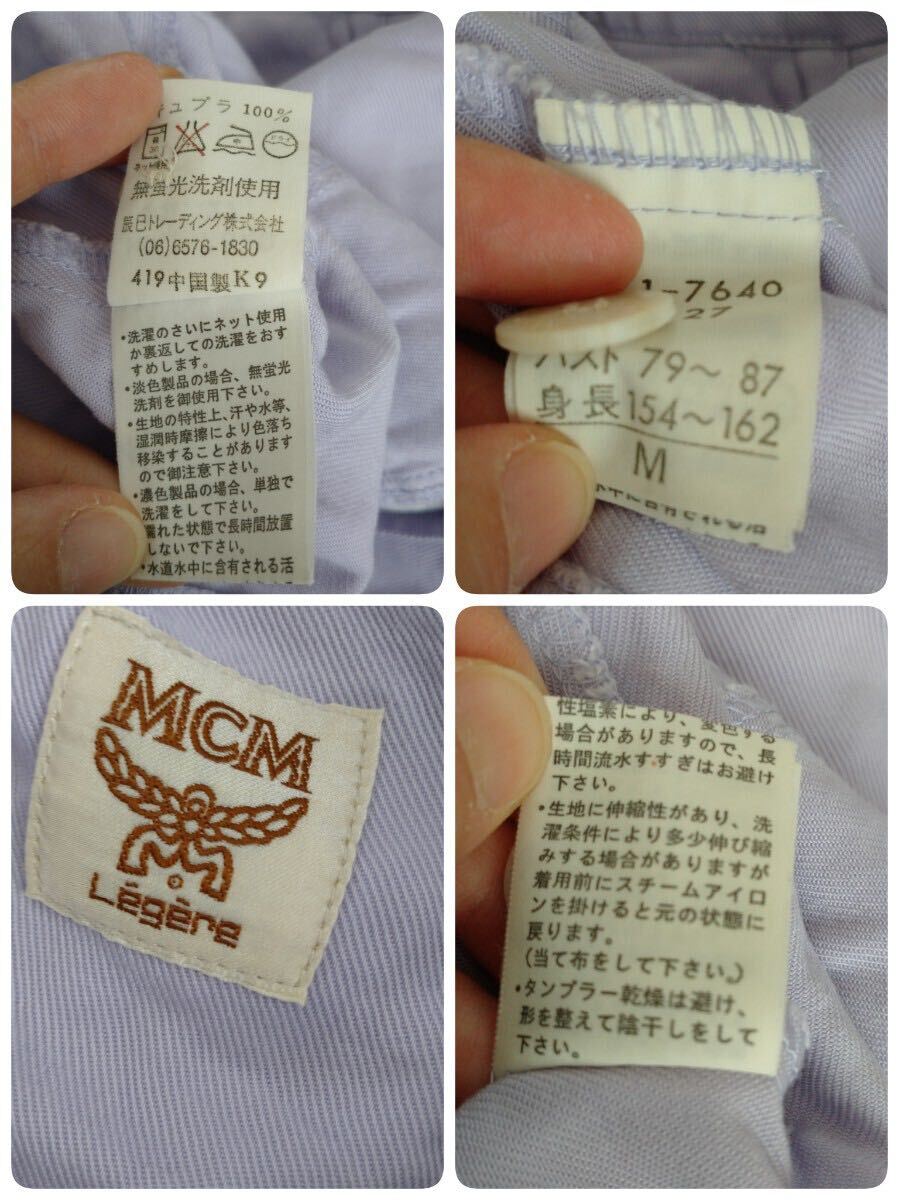 キュプラ 100%
無蛍光洗剤使用
辰巳トレーディング株式会社
(06)6576-1830
419中国製K9
・洗濯のさいにネット使用
か裏返しての洗濯をおす
すめします。
・淡色製品の場合、無蛍光
洗剤を御使用下さい。
・生地の特性上、汗や水等、
湿潤時摩擦により色落ち
移染することがあります
ので御注意下さい。
・濃色製品の場合、単独で
洗濯をして下さい。
濡れた状態で長時間放置
しないで下さい。
・水道水中に含有される活
1-7640
27
バスト 79〜87
身長154〜162
M
MCM
Légère
性塩素により、変色する
場合がありますので、長
時間流水すすぎはお避け
下さい。
・生地に伸縮性があり、洗
濯条件により多少伸び縮
みする場合がありますが
着用前にスチームアイロ
ンを掛けると元の状態に
戻ります。
(当て布をして下さい。)
・タンブラー乾燥は避け、
形を整えて陰干しをして
下さい。